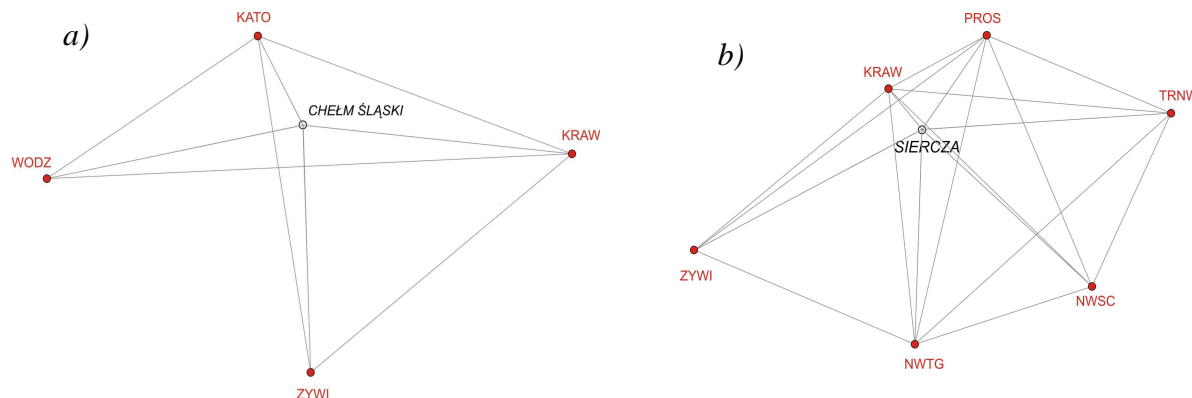 a)
KATO
CHEŁM ŚLĄSKI
KRAW
WODZ
ZYWI
b)
PROS
KRAW
TRNW
SIERCZA
ZYWI
NWSC
NWTG